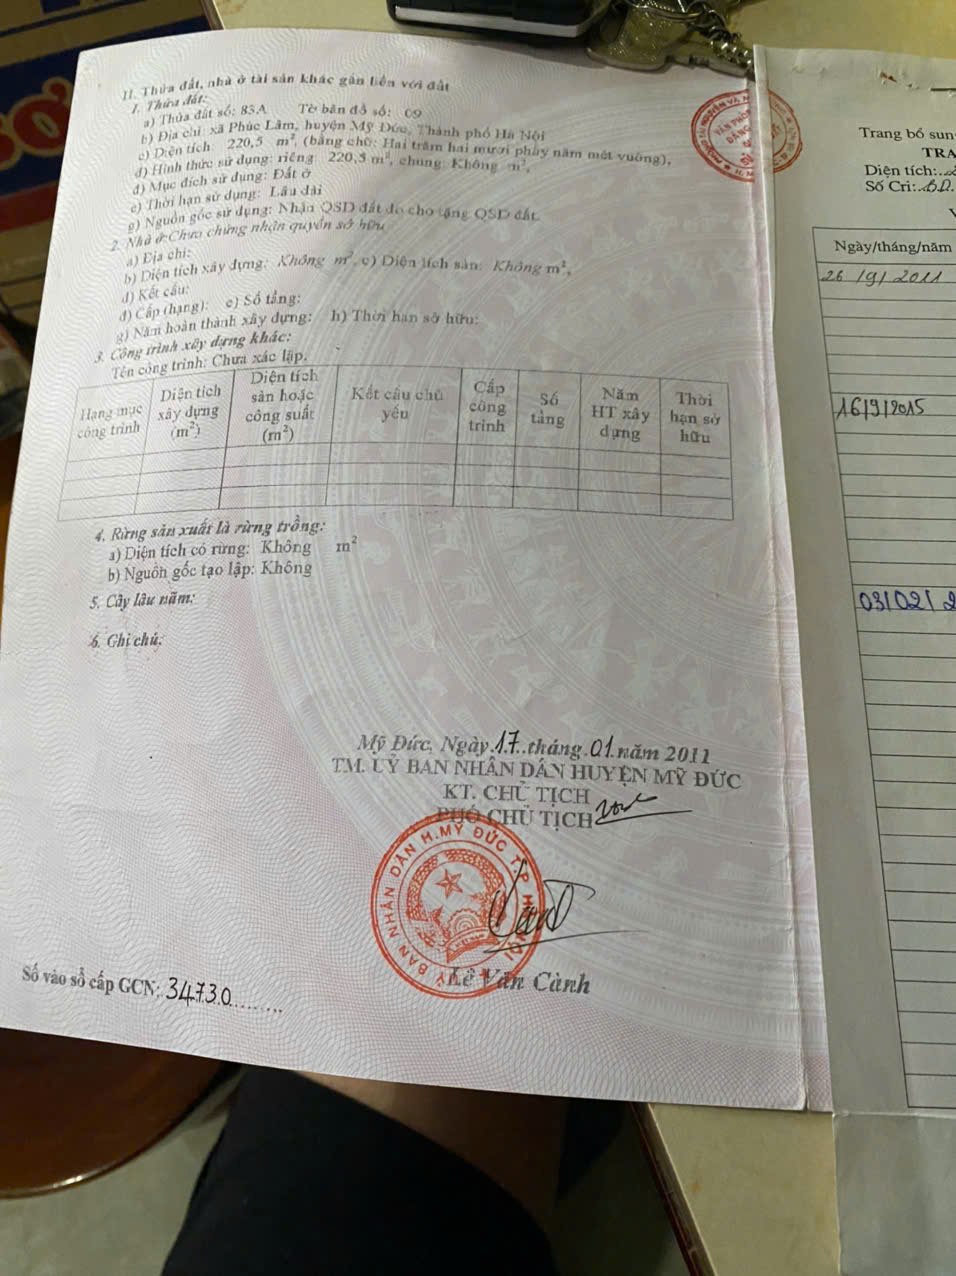 II. Thửa đất, nhà ở tài sản khác gắn liền với đất
1. Thửa đất:
a) Thửa đất số: 83A Tờ bản đồ số: 09
b) Địa chỉ: xã Phúc Lâm, huyện Mỹ Đức, Thành phố Hà Nội
c) Diện tích: 220,5 m², (bằng chữ: Hai trăm hai mươi phẩy năm mét vuông),
d) Hình thức sử dụng: riêng 220,5 m², chung: Không m²,
đ) Mục đích sử dụng: Đất ở
e) Thời hạn sử dụng: Lâu dài
g) Nguồn gốc sử dụng: Nhận QSD đất do cho tặng QSD đất.
2. Nhà ở: Chưa chứng nhận quyền sở hữu
a) Địa chỉ:
b) Diện tích xây dựng: Không m², c) Diện tích sàn: Không m²,
d) Kết cấu:
đ) Cấp (hạng): e) Số tầng:
g) Năm hoàn thành xây dựng: h) Thời hạn sở hữu:
3. Công trình xây dựng khác:
Tên công trình: Chưa xác lập.
Hạng mục công trình
Diện tích xây dựng (m²)
Diện tích sàn hoặc công suất (m²)
Kết cấu chủ yếu
Cấp công trình
Số tầng
Năm HT xây dựng
Thời hạn sở hữu
4. Rừng sản xuất là rừng trồng:
a) Diện tích có rừng: Không m²
b) Nguồn gốc tạo lập: Không
5. Cây lâu năm:
6. Ghi chú:
Mỹ Đức, Ngày 17 tháng 01 năm 2011
TM. UỶ BAN NHÂN DÂN HUYỆN MỸ ĐỨC
KT. CHỦ TỊCH
PHÓ CHỦ TỊCH
UỶ BAN NHÂN DÂN H.MỸ ĐỨC T.P HÀ NỘI
Lê Văn Cảnh
Số vào sổ cấp GCN: 34730
Trang bổ sun
TRA
Diện tích:
Số Cri:
Ngày/tháng/năm
26/9/2011
16/9/2015
03/02/2